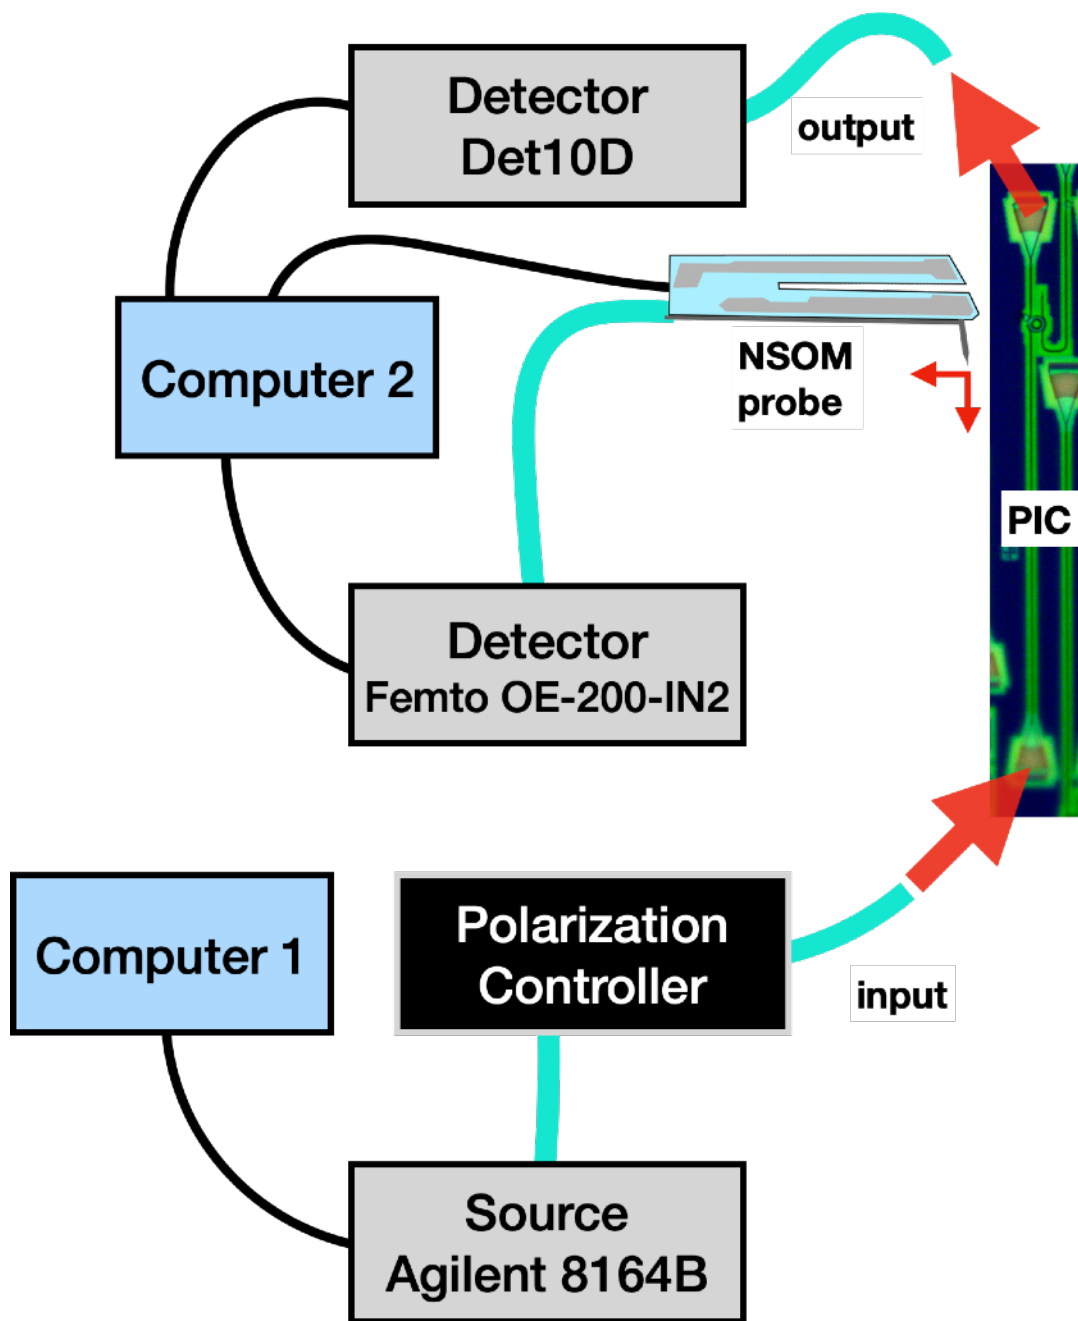 Detector
Det10D
output
NSOM
probe
Computer 2
PIC
Detector
Femto OE-200-IN2
Computer 1
Polarization
Controller
input
Source
Agilent 8164B